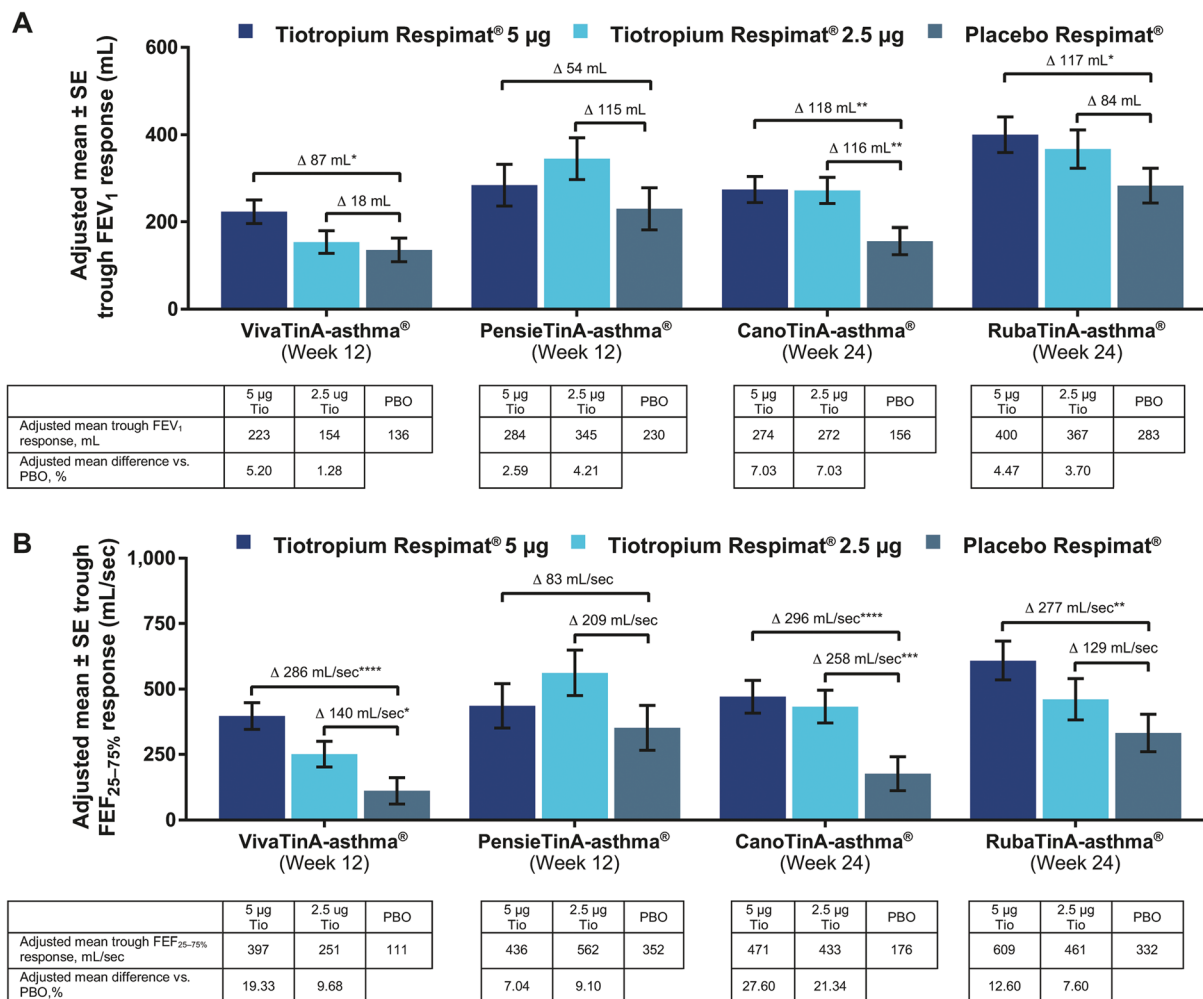 A
Tiotropium Respimat® 5 µg Tiotropium Respimat® 2.5 µg Placebo Respimat®
Adjusted mean ± SE
trough FEV₁ response (mL)
600
400
200
0
Δ 87 mL*
Δ 18 mL
Δ 54 mL
Δ 115 mL
Δ 118 mL**
Δ 116 mL**
Δ 117 mL*
Δ 84 mL
VivaTinA-asthma® PensieTinA-asthma® CanoTinA-asthma® RubaTinA-asthma®
(Week 12) (Week 12) (Week 24) (Week 24)
5 µg 2.5 ug PBO 5 µg 2.5 µg PBO 5 µg 2.5 µg PBO 5 µg 2.5 µg PBO
Tio Tio Tio Tio Tio Tio Tio Tio
Adjusted mean trough FEV₁
response, mL 223 154 136 284 345 230 274 272 156 400 367 283
Adjusted mean difference vs.
PBO, % 5.20 1.28 2.59 4.21 7.03 7.03 4.47 3.70
B
Tiotropium Respimat® 5 µg Tiotropium Respimat® 2.5 µg Placebo Respimat®
Adjusted mean ± SE trough
FEF₂₅₋₇₅% response (mL/sec)
1,000
750
500
250
0
Δ 286 mL/sec****
Δ 140 mL/sec*
Δ 83 mL/sec
Δ 209 mL/sec
Δ 296 mL/sec****
Δ 258 mL/sec***
Δ 277 mL/sec**
Δ 129 mL/sec
VivaTinA-asthma® PensieTinA-asthma® CanoTinA-asthma® RubaTinA-asthma®
(Week 12) (Week 12) (Week 24) (Week 24)
5 µg 2.5 ug PBO 5 µg 2.5 µg PBO 5 µg 2.5 µg PBO 5 µg 2.5 µg PBO
Tio Tio Tio Tio Tio Tio Tio Tio
Adjusted mean trough FEF₂₅₋₇₅%
response, mL/sec 397 251 111 436 562 352 471 433 176 609 461 332
Adjusted mean difference vs.
PBO,% 19.33 9.68 7.04 9.10 27.60 21.34 12.60 7.60